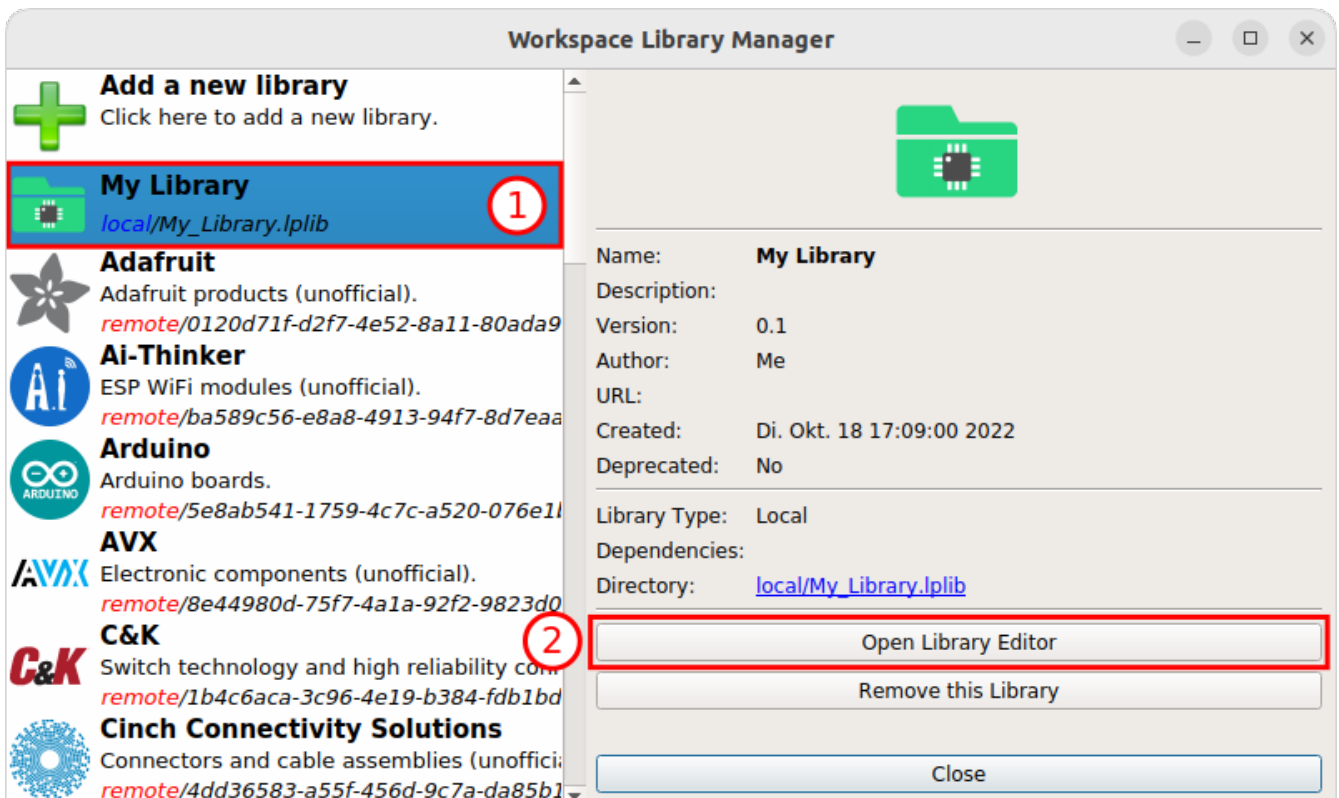 Workspace Library Manager
Add a new library
Click here to add a new library.
My Library
local/My_Library.lplib
1
Adafruit
Adafruit products (unofficial).
remote/0120d71f-d2f7-4e52-8a11-80ada9
Ai-Thinker
ESP WiFi modules (unofficial).
remote/ba589c56-e8a8-4913-94f7-8d7eaa
Arduino
Arduino boards.
remote/5e8ab541-1759-4c7c-a520-076e1
ARDUINO
AVX
Electronic components (unofficial).
remote/8e44980d-75f7-4a1a-92f2-9823d0
AVX
C&K
Switch technology and high reliability
remote/1b4c6aca-3c96-4e19-b384-fdb1bd
C&K
Cinch Connectivity Solutions
Connectors and cable assemblies
remote/4dd36583-a55f-456d-9c7a-da85b1
Name: My Library
Description:
Version: 0.1
Author: Me
URL:
Created: Di. Okt. 18 17:09:00 2022
Deprecated: No
Library Type: Local
Dependencies:
Directory: local/My_Library.lplib
2
Open Library Editor
Remove this Library
Close